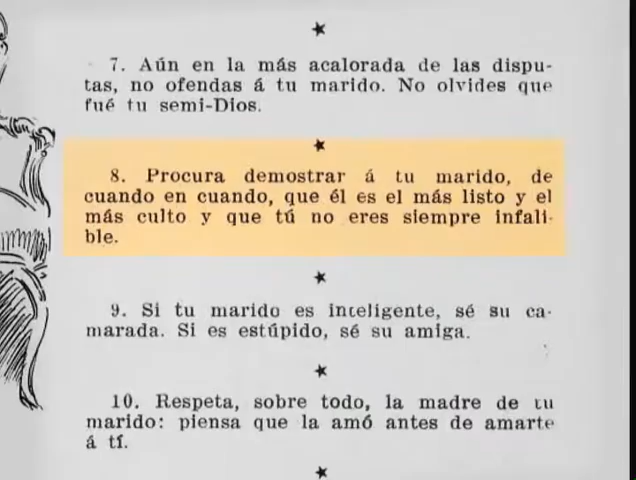 7. Aún en la más acalorada de las dispu-
tas, no ofendas á tu marido. No olvides que
fué tu semi-Dios.
8. Procura demostrar á tu marido, de
cuando en cuando, que él es el más listo y el
más culto y que tú no eres siempre infali-
ble.
9. Si tu marido es inteligente, sé su ca-
marada. Si es estúpido, sé su amiga.
10. Respeta, sobre todo, la madre de tu
marido: piensa que la amó antes de amarte
á tí.